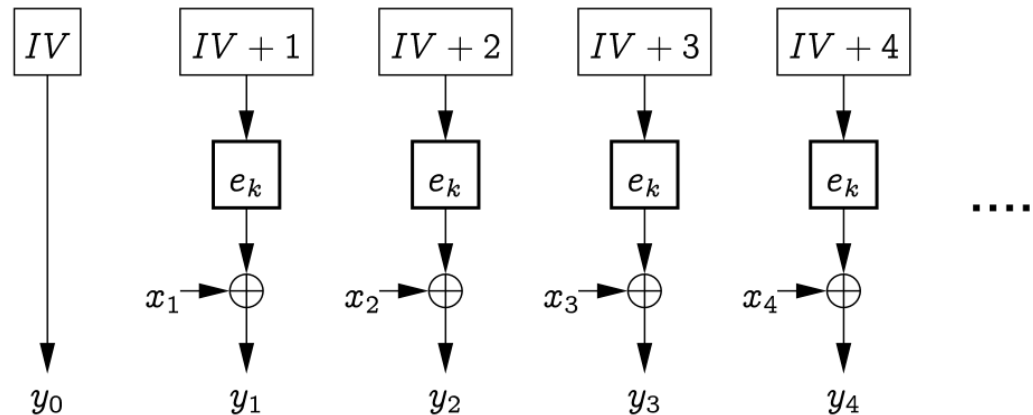 IV IV + 1 IV + 2 IV + 3 IV + 4
e_k e_k e_k e_k
....
x_1 x_2 x_3 x_4
y_0 y_1 y_2 y_3 y_4